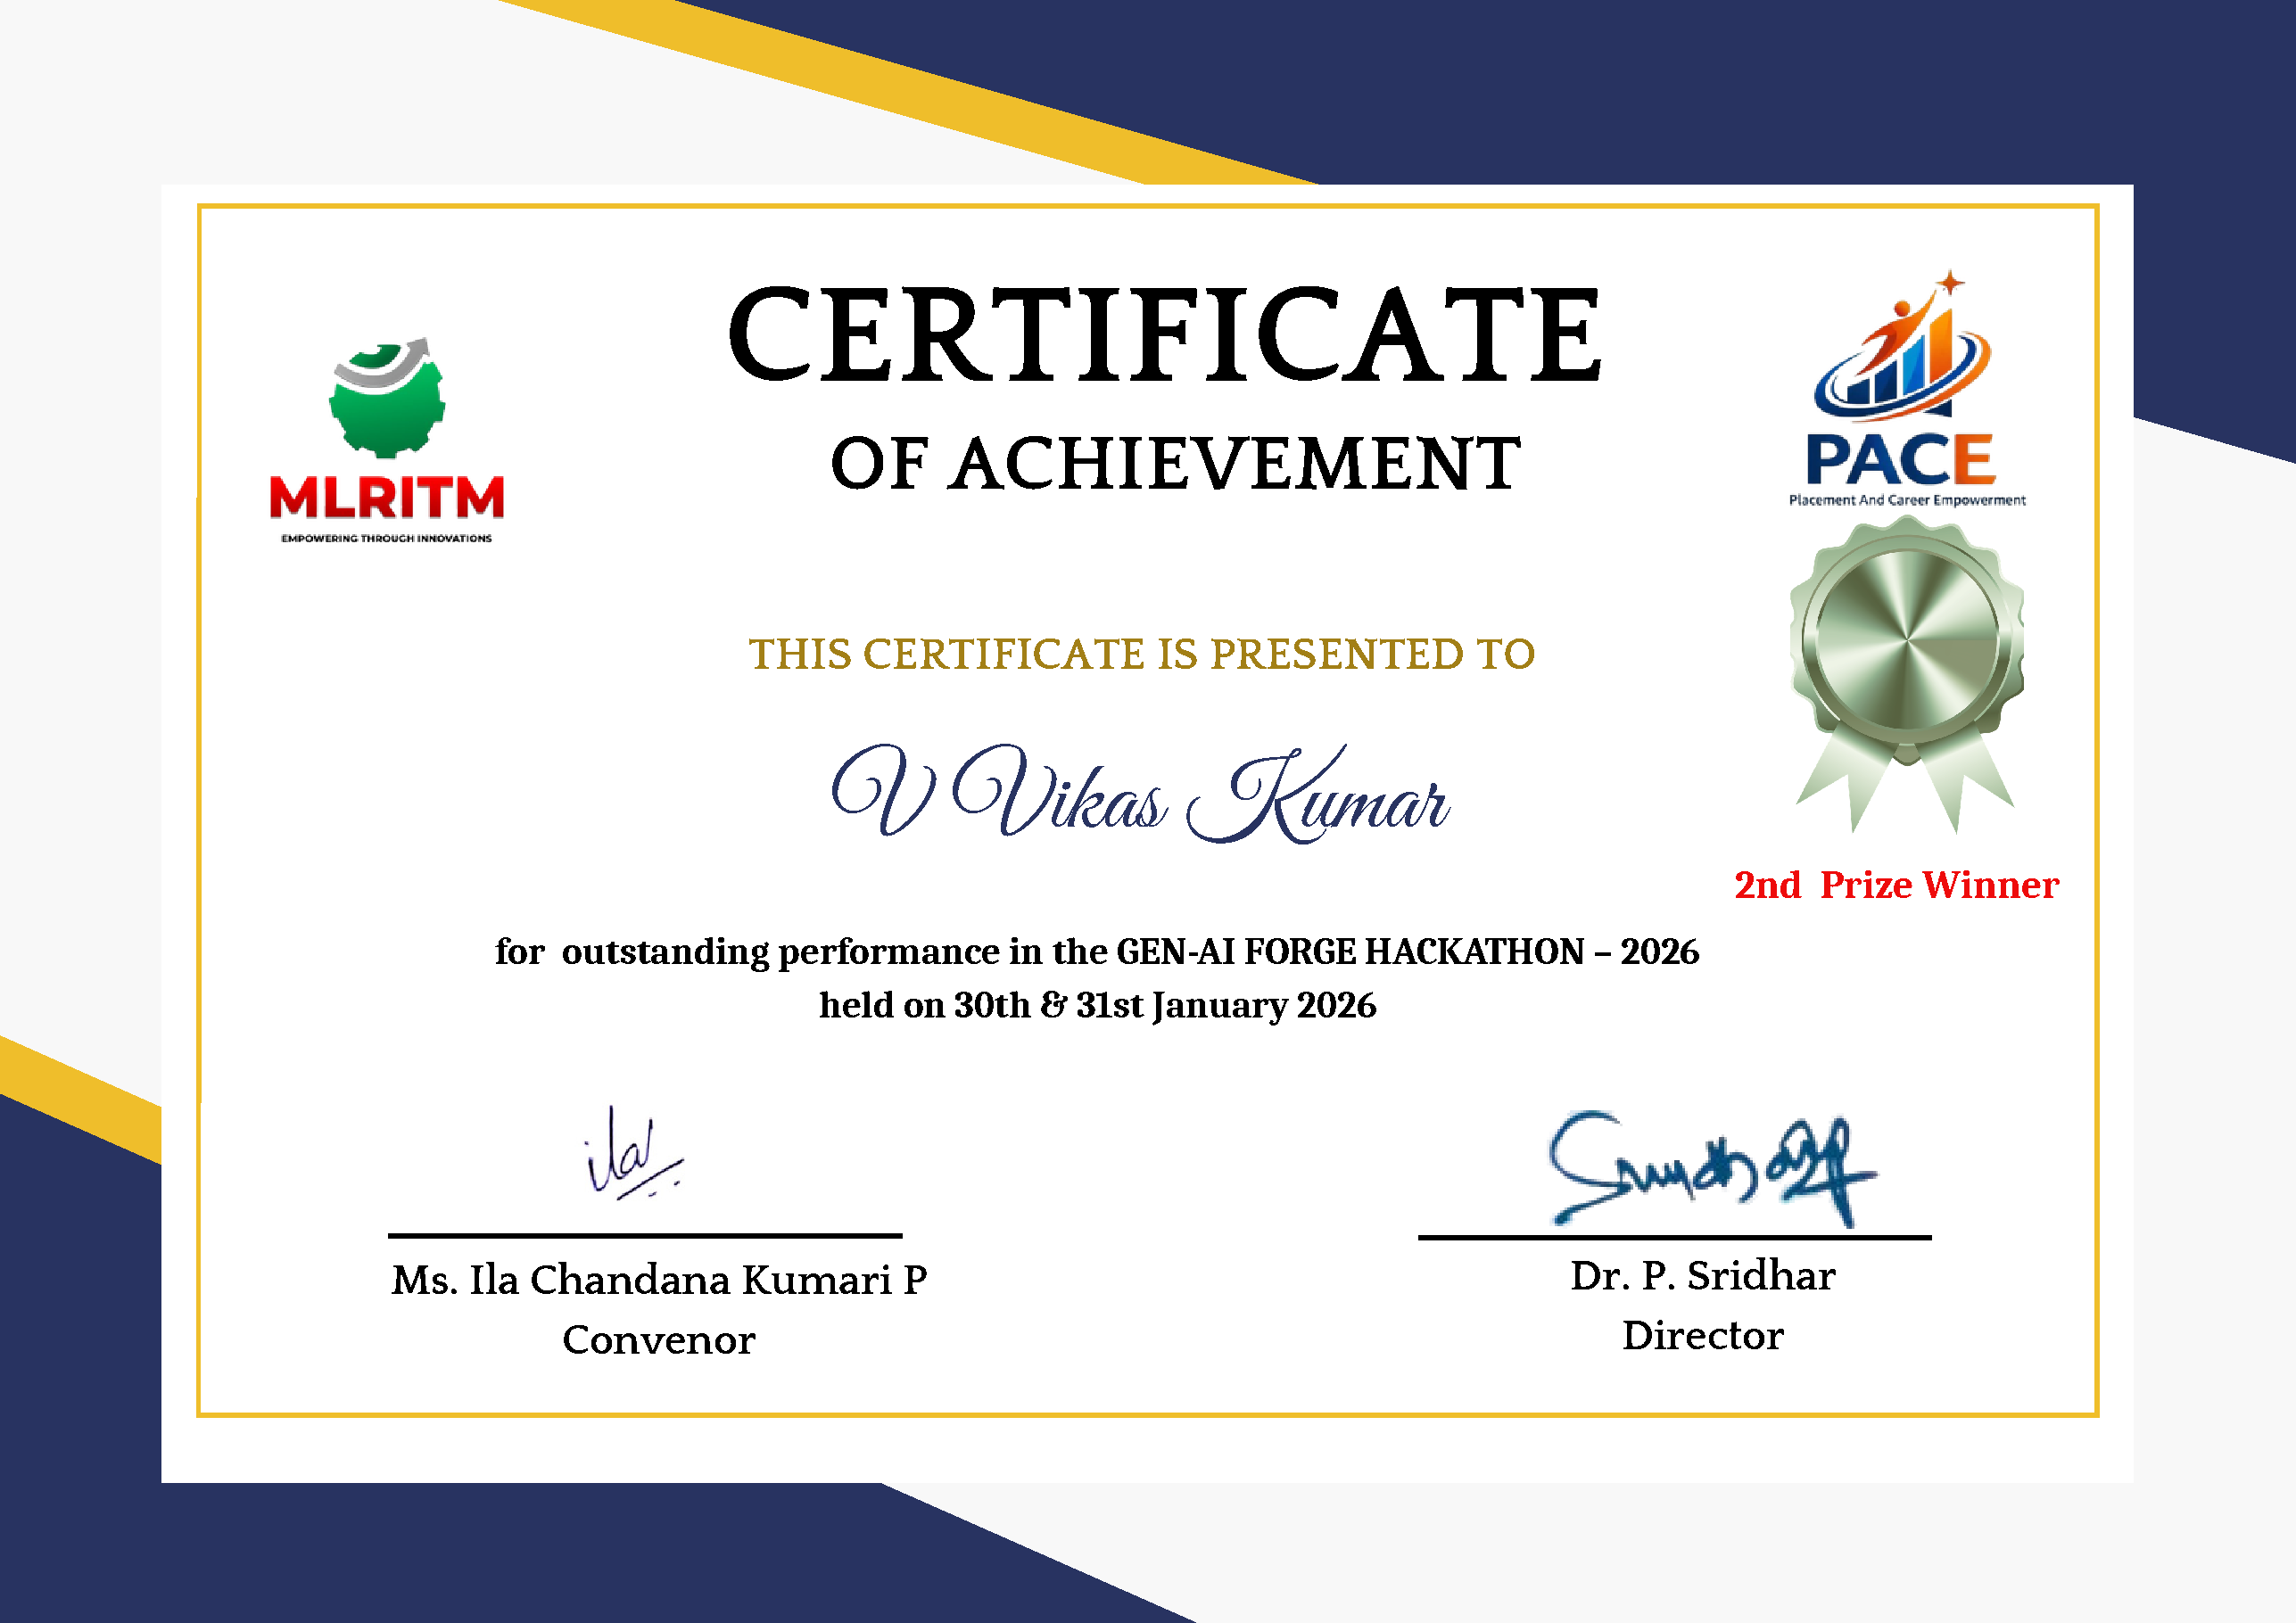 CERTIFICATE
OF ACHIEVEMENT
MLRITM
EMPOWERING THROUGH INNOVATIONS
PACE
Placement And Career Empowerment
THIS CERTIFICATE IS PRESENTED TO
V Vikas Kumar
2nd Prize Winner
for outstanding performance in the GEN-AI FORGE HACKATHON – 2026
held on 30th & 31st January 2026
ila
Ms. Ila Chandana Kumari P
Convenor
Dr. P. Sridhar
Director